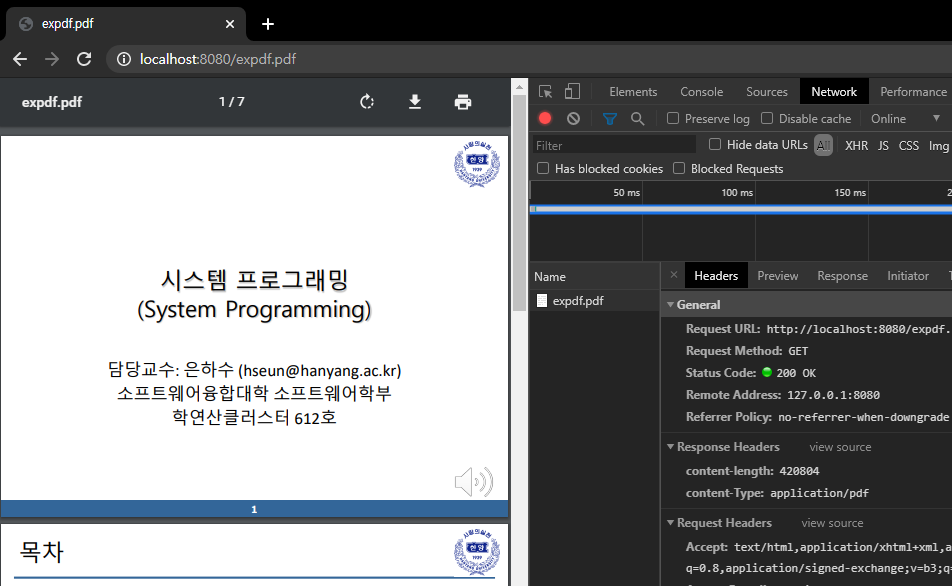 expdf.pdf
localhost:8080/expdf.pdf
expdf.pdf
1 / 7
시스템 프로그래밍
(System Programming)
담당교수: 은하수 (hseun@hanyang.ac.kr)
소프트웨어융합대학 소프트웨어학부
학연산클러스터 612호
1
목차
Elements Console Sources Network Performance
Preserve log Disable cache Online
Filter Hide data URLs All XHR JS CSS Img
Has blocked cookies Blocked Requests
50 ms 100 ms 150 ms 2
Name
expdf.pdf
× Headers Preview Response Initiator
General
Request URL: http://localhost:8080/expdf.
Request Method: GET
Status Code: 200 OK
Remote Address: 127.0.0.1:8080
Referrer Policy: no-referrer-when-downgrade
Response Headers view source
content-length: 420804
content-Type: application/pdf
Request Headers view source
Accept: text/html,application/xhtml+xml,a
q=0.8,application/signed-exchange;v=b3;q=